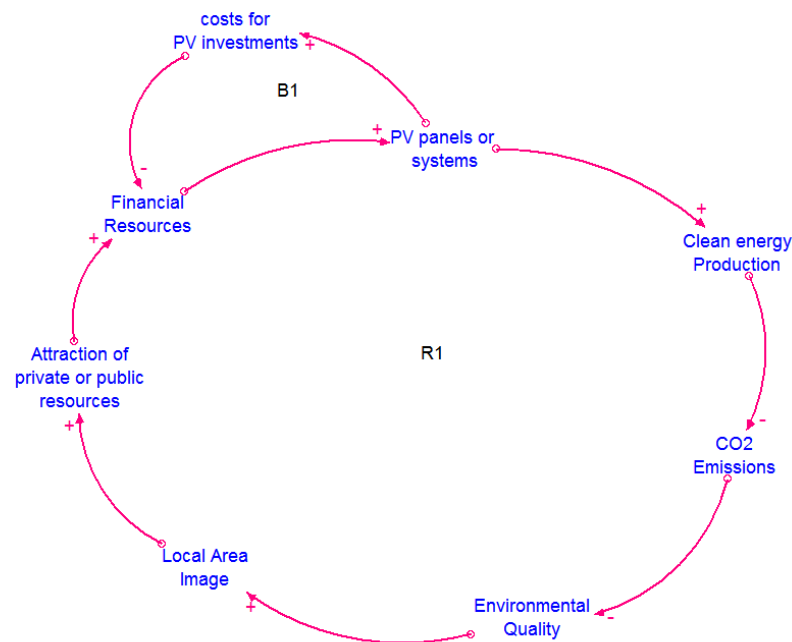 costs for
PV investments
+
B1
+
PV panels or
systems
-
Financial
Resources
+
Clean energy
Production
+
R1
Attraction of
private or public
resources
+
-
CO2
Emissions
Local Area
Image
+
Environmental
Quality
-